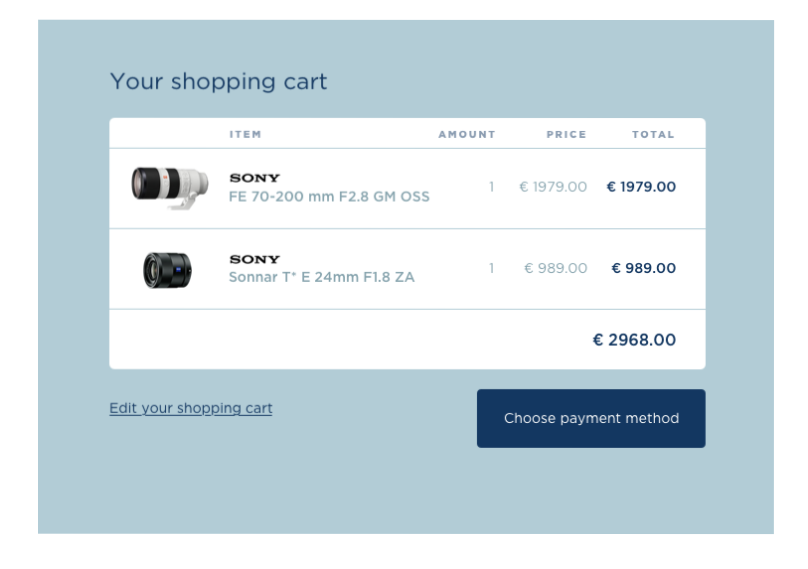 Your shopping cart
ITEM AMOUNT PRICE TOTAL
SONY
FE 70-200 mm F2.8 GM OSS 1 € 1979.00 € 1979.00
SONY
Sonnar T* E 24mm F1.8 ZA 1 € 989.00 € 989.00
€ 2968.00
Edit your shopping cart
Choose payment method